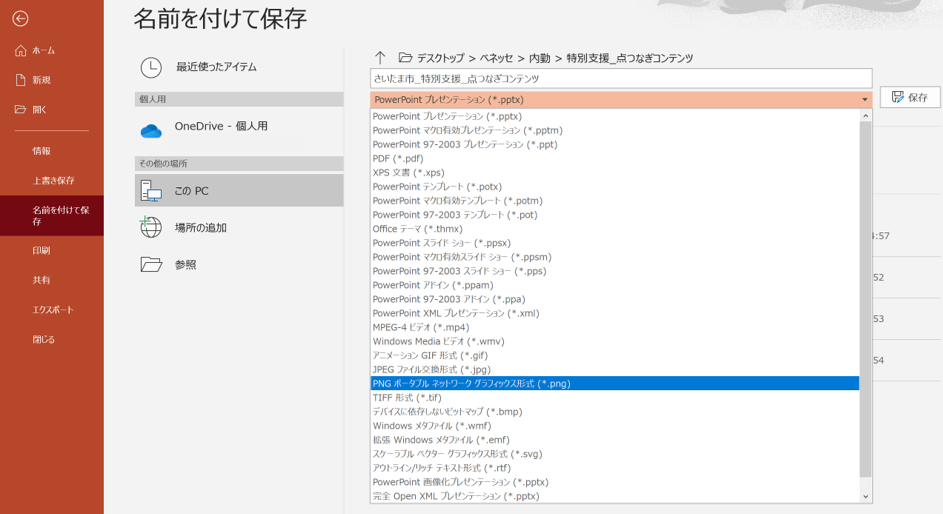 名前を付けて保存
ホーム
新規
開く
情報
上書き保存
名前を付けて保
存
印刷
共有
エクスポート
閉じる
最近使ったアイテム
個人用
OneDrive - 個人用
その他の場所
この PC
場所の追加
参照
デスクトップ > ベネッセ > 内勤 > 特別支援_点つなぎコンテンツ
さいたま市_特別支援_点つなぎコンテンツ
PowerPoint プレゼンテーション (*.pptx)
保存
PowerPoint プレゼンテーション (*.pptx)
PowerPoint マクロ有効プレゼンテーション (*.pptm)
PowerPoint 97-2003 プレゼンテーション (*.ppt)
PDF (*.pdf)
XPS 文書 (*.xps)
PowerPoint テンプレート (*.potx)
PowerPoint マクロ有効テンプレート (*.potm)
PowerPoint 97-2003 テンプレート (*.pot)
Office テーマ (*.thmx)
PowerPoint スライド ショー (*.ppsx)
PowerPoint マクロ有効スライド ショー (*.ppsm)
PowerPoint 97-2003 スライド ショー (*.pps)
PowerPoint アドイン (*.ppam)
PowerPoint 97-2003 アドイン (*.ppa)
PowerPoint XML プレゼンテーション (*.xml)
MPEG-4 ビデオ (*.mp4)
Windows Media ビデオ (*.wmv)
アニメーション GIF 形式 (*.gif)
JPEG ファイル交換形式 (*.jpg)
PNG ポータブル ネットワーク グラフィックス形式 (*.png)
TIFF 形式 (*.tif)
デバイスに依存しないビットマップ (*.bmp)
Windows メタファイル (*.wmf)
拡張 Windows メタファイル (*.emf)
スケーラブル ベクター グラフィックス形式 (*.svg)
アウトライン/リッチ テキスト形式 (*.rtf)
PowerPoint 画像化プレゼンテーション (*.pptx)
完全 Open XML プレゼンテーション (*.pptx)
:57
52
53
54